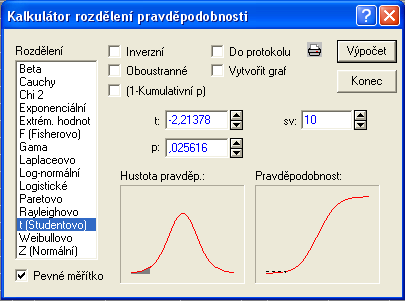 Kalkulátor rozdělení pravděpodobnosti
Rozdělení
Beta
Cauchy
Chi 2
Exponenciální
Extrém. hodnot
F (Fisherovo)
Gama
Laplaceovo
Log-normální
Logistické
Paretovo
Rayleighovo
t (Studentovo)
Weibullovo
Z (Normální)
Pevné měřítko
Inverzní
Do protokolu
Oboustranné
Vytvořit graf
(1-Kumulativní p)
Výpočet
Konec
t: -2,21378
sv: 10
p: ,025616
Hustota pravděp.:
Pravděpodobnost: